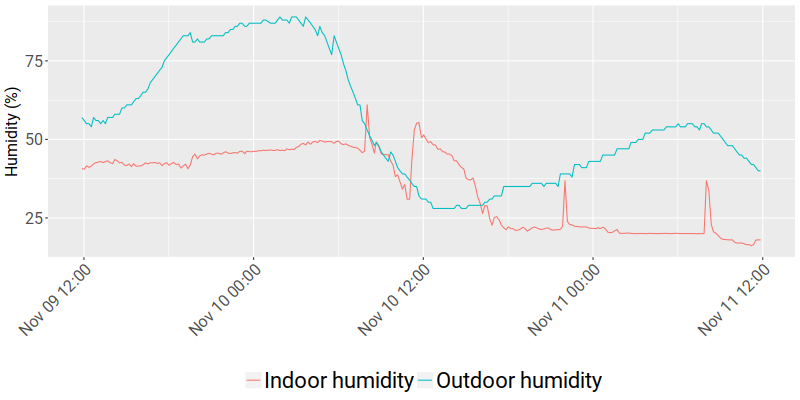 Humidity (%)
75
50
25
Nov 09 12:00
Nov 10 00:00
Nov 10 12:00
Nov 11 00:00
Nov 11 12:00
Indoor humidity Outdoor humidity